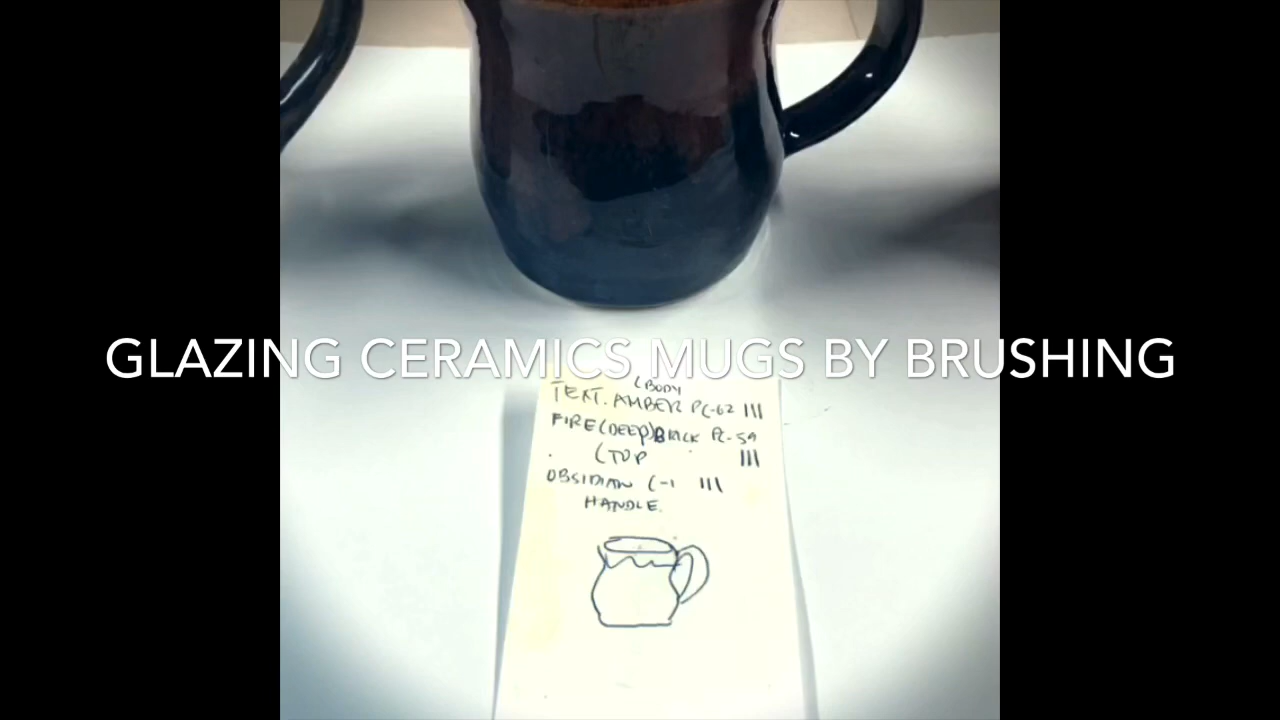 GLAZING CERAMICS MUGS BY BRUSHING
(BODY
TEXT. AMBER PC-62 III
FIRE(DEEP)BLACK PC-59
(TOP III
OBSIDIAN C-1 III
HANDLE.